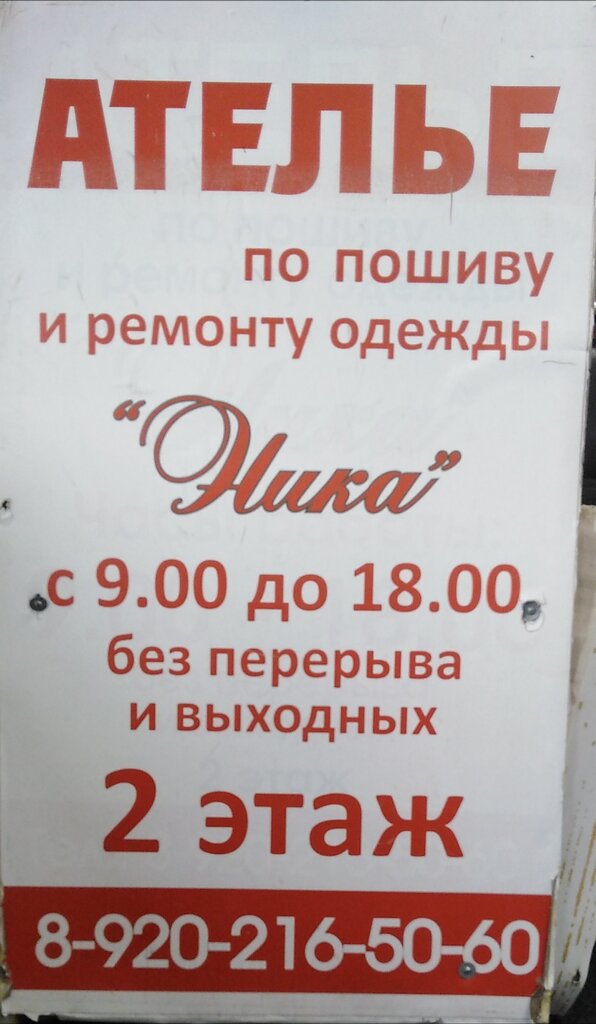 АТЕЛЬЕ
по пошиву
и ремонту одежды
"Ника"
с 9.00 до 18.00
без перерыва
и выходных
2 этаж
8-920-216-50-60